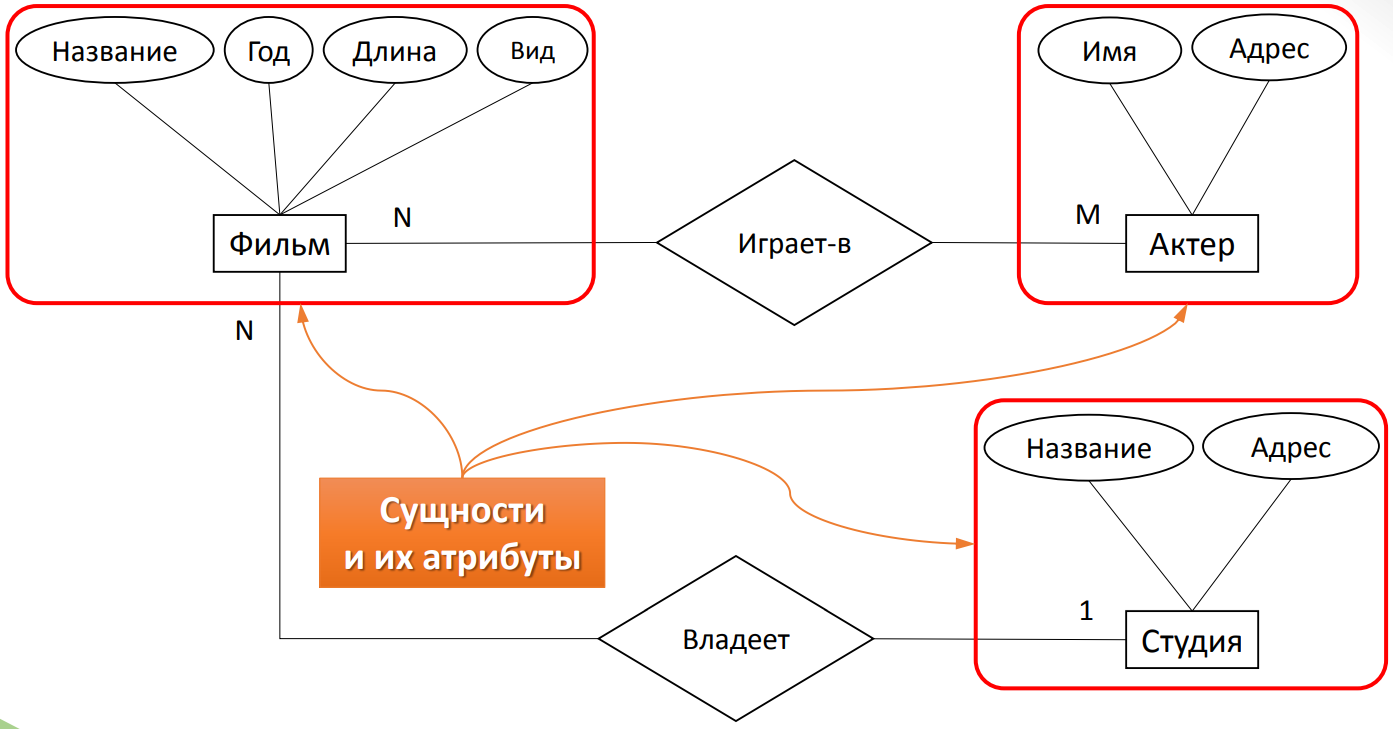 Название
Год
Длина
Вид
Имя
Адрес
Фильм
N
Играет-в
M
Актер
N
Сущности
и их атрибуты
Название
Адрес
Владеет
1
Студия